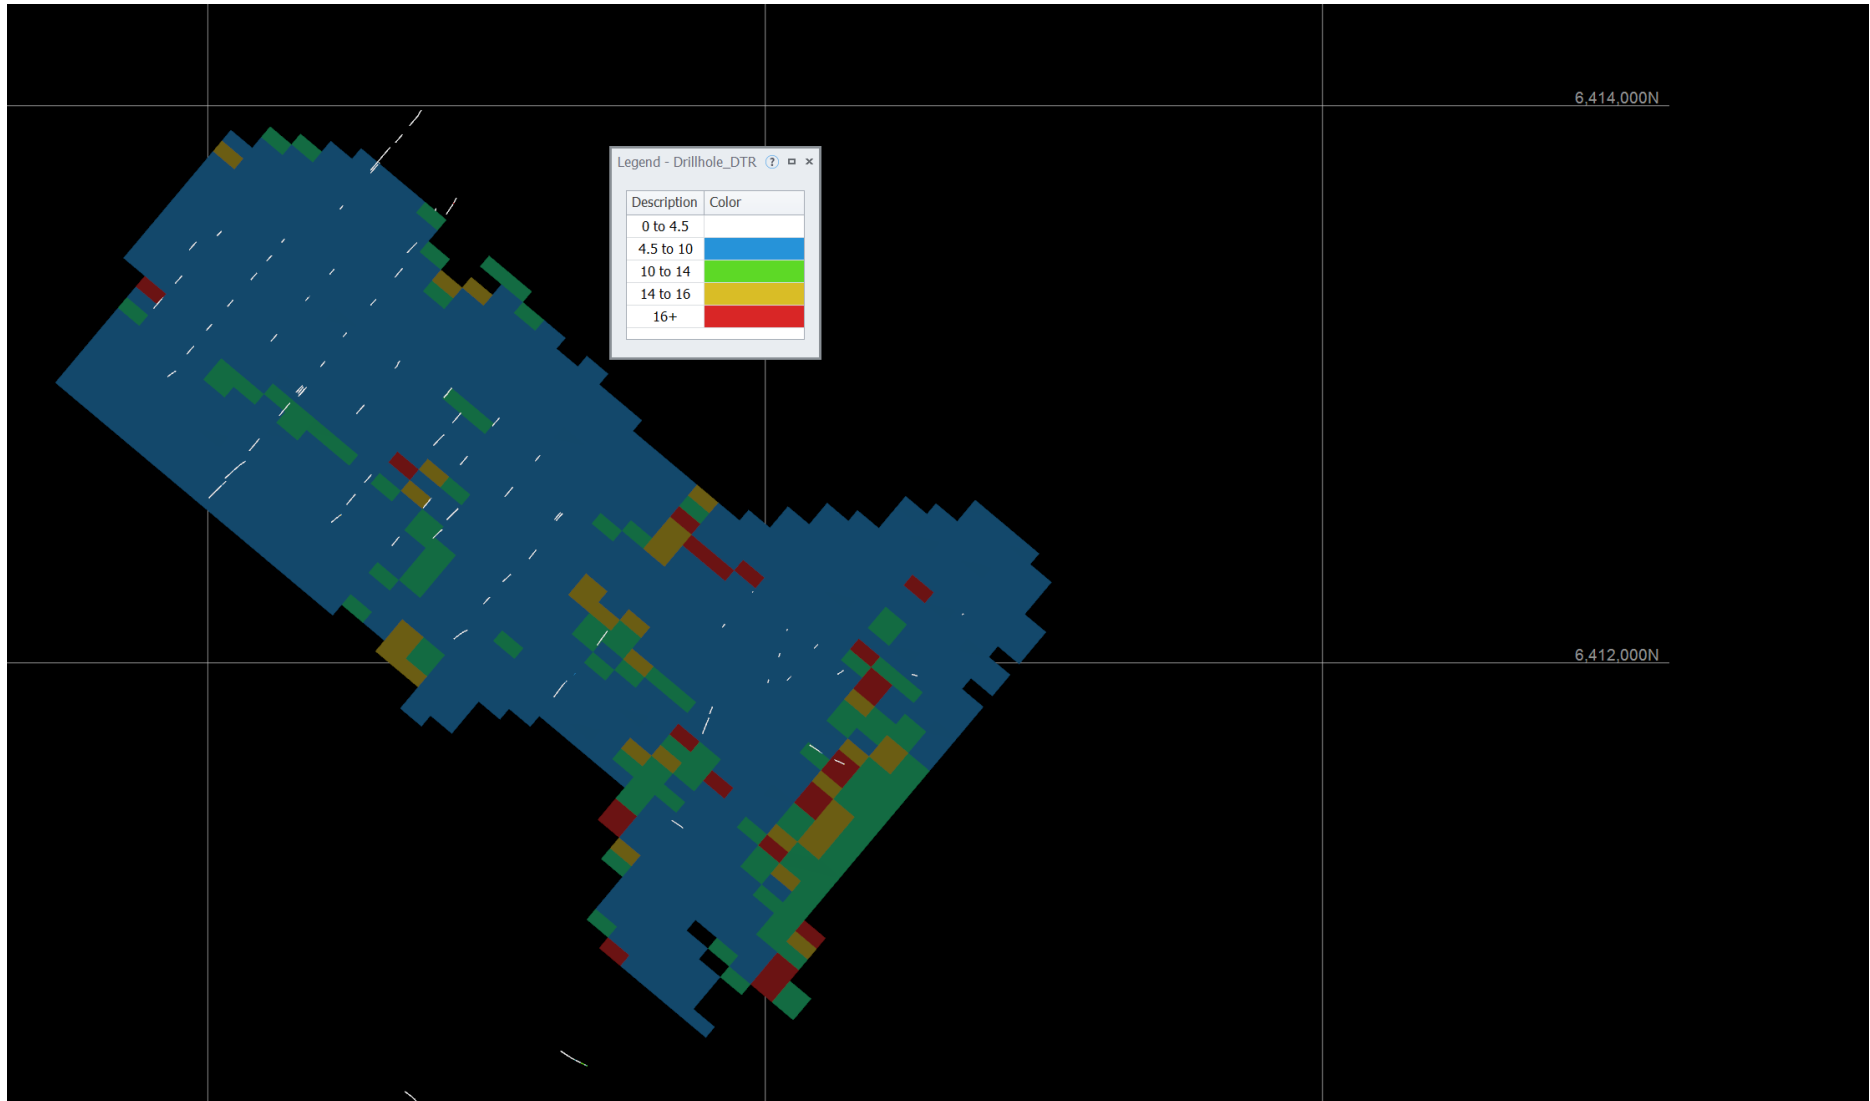 6,414,000N
Legend - Drillhole_DTR ?
Description Color
0 to 4.5
4.5 to 10
10 to 14
14 to 16
16+
6,412,000N